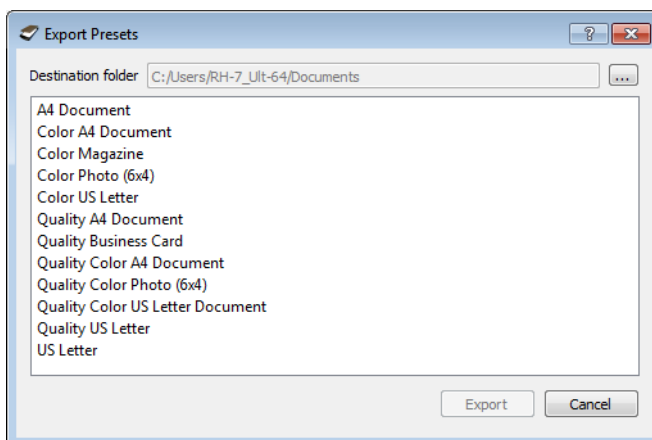 Export Presets
Destination folder C:/Users/RH-7_Ult-64/Documents ...
A4 Document
Color A4 Document
Color Magazine
Color Photo (6x4)
Color US Letter
Quality A4 Document
Quality Business Card
Quality Color A4 Document
Quality Color Photo (6x4)
Quality Color US Letter Document
Quality US Letter
US Letter
Export Cancel